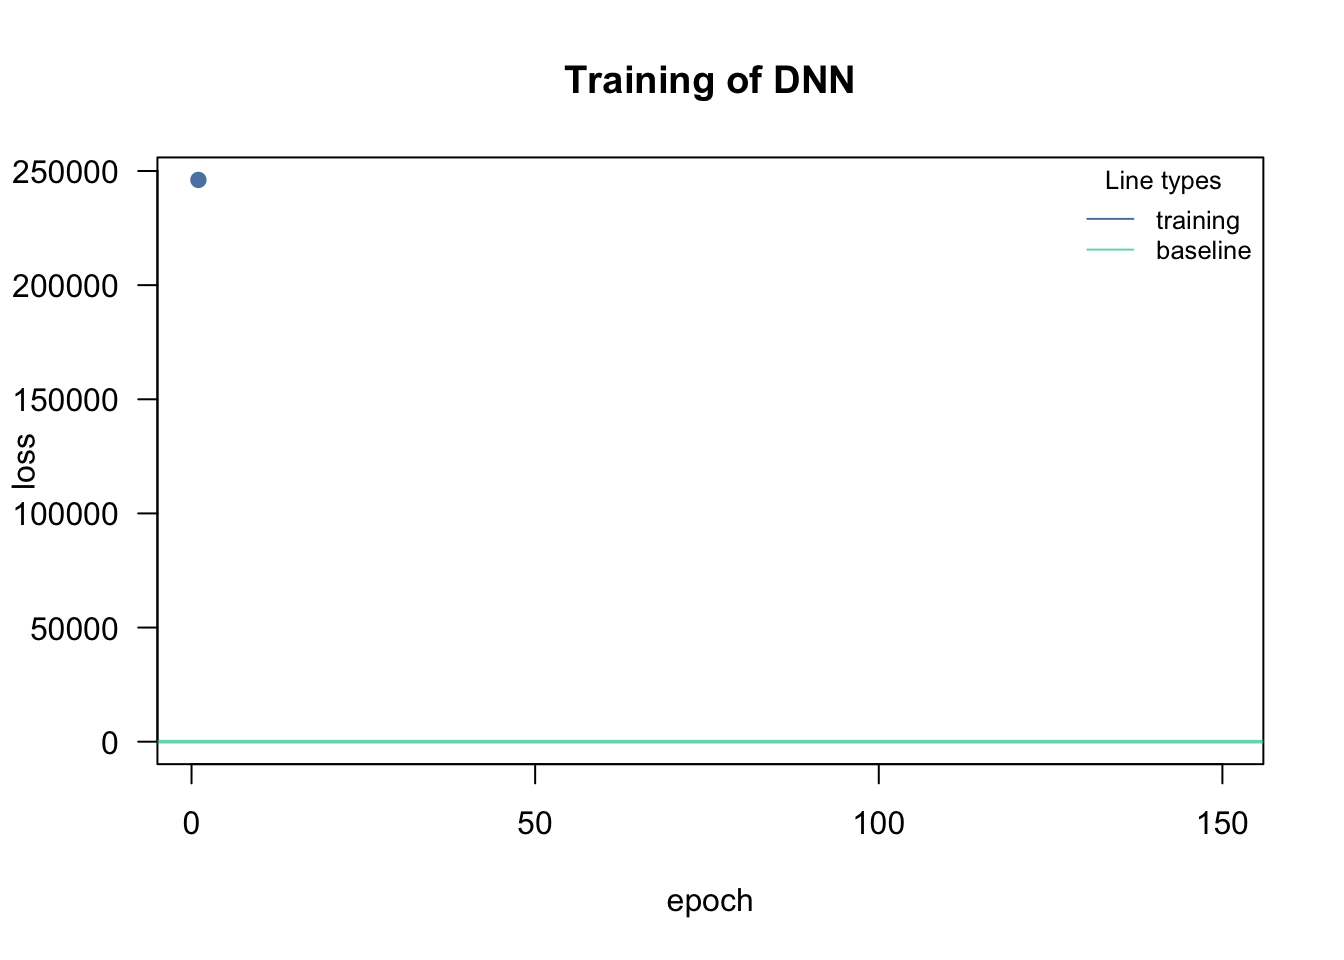 Training of DNN
250000
200000
150000
100000
50000
0
loss
Line types
training
baseline
0 50 100 150
epoch